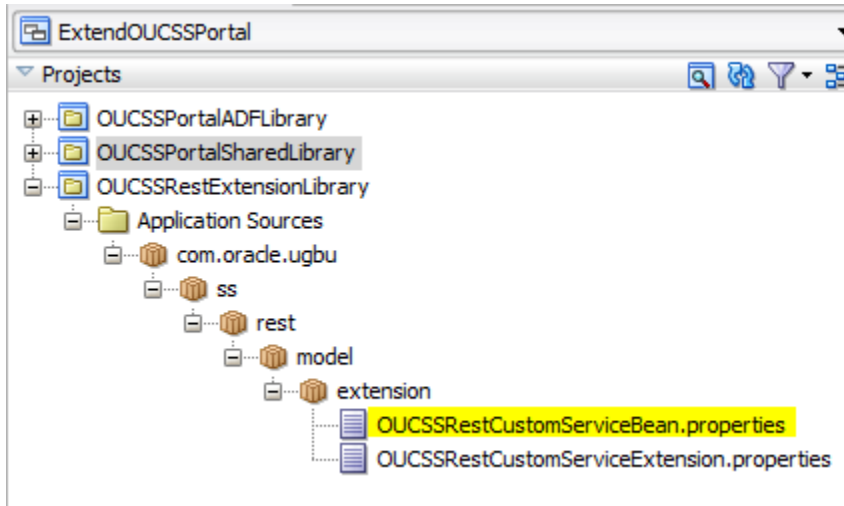 ExtendOUCSSPortal
Projects
OUCSSPortalADFLibrary
OUCSSPortalSharedLibrary
OUCSSRestExtensionLibrary
Application Sources
com.oracle.ugbu
ss
rest
model
extension
OUCSSRestCustomServiceBean.properties
OUCSSRestCustomServiceExtension.properties